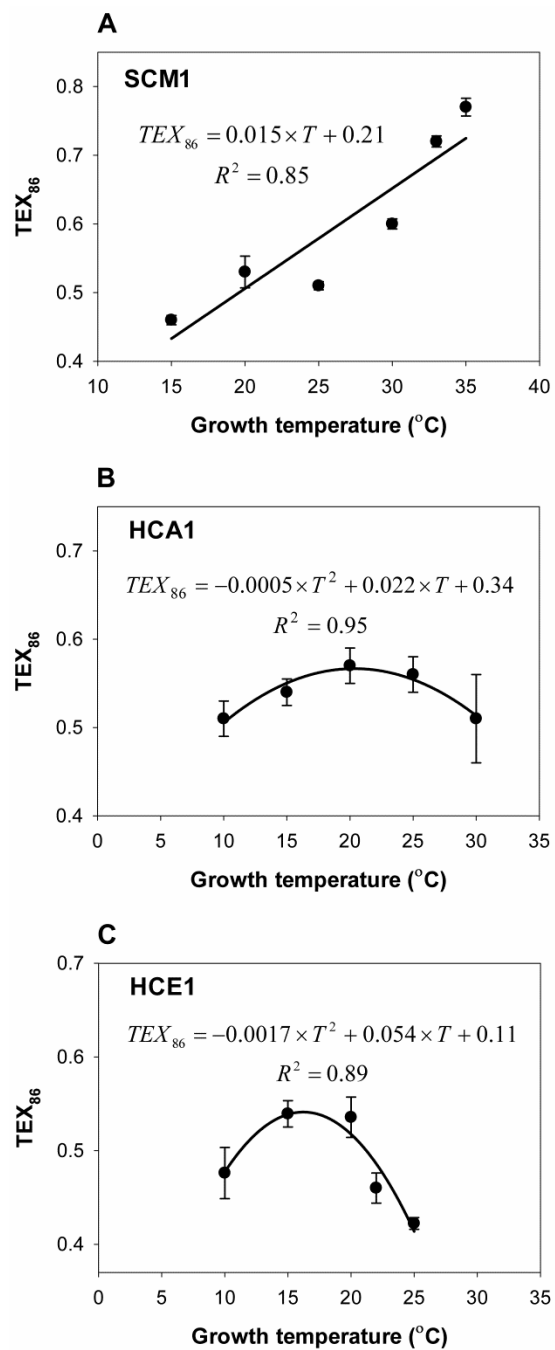 A
SCM1
TEX₈₆ = 0.015 × T + 0.21
R² = 0.85
0.8
0.7
0.6
0.5
0.4
TEX₈₆
10 15 20 25 30 35 40
Growth temperature (°C)
B
HCA1
TEX₈₆ = −0.0005 × T² + 0.022 × T + 0.34
R² = 0.95
0.7
0.6
0.5
0.4
TEX₈₆
0 5 10 15 20 25 30 35
Growth temperature (°C)
C
HCE1
TEX₈₆ = −0.0017 × T² + 0.054 × T + 0.11
R² = 0.89
0.7
0.6
0.5
0.4
TEX₈₆
0 5 10 15 20 25 30 35
Growth temperature (°C)